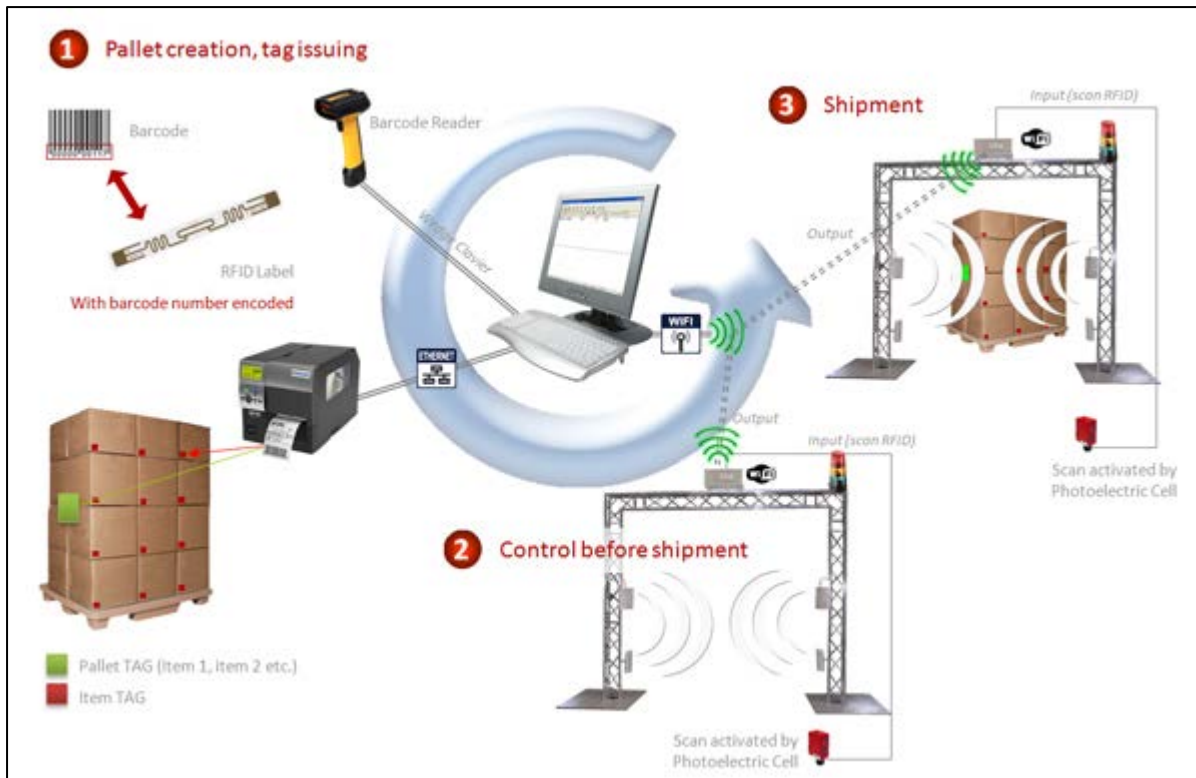 1 Pallet creation, tag issuing
Barcode
Barcode Reader
RFID Label
With barcode number encoded
ETHERNET
WIFI
Output
Output
3 Shipment
Input (scan RFID)
WiFi
Scan activated by
Photoelectric Cell
2 Control before shipment
Input (scan RFID)
WiFi
Scan activated by
Photoelectric Cell
Pallet TAG (Item 1, Item 2 etc.)
Item TAG